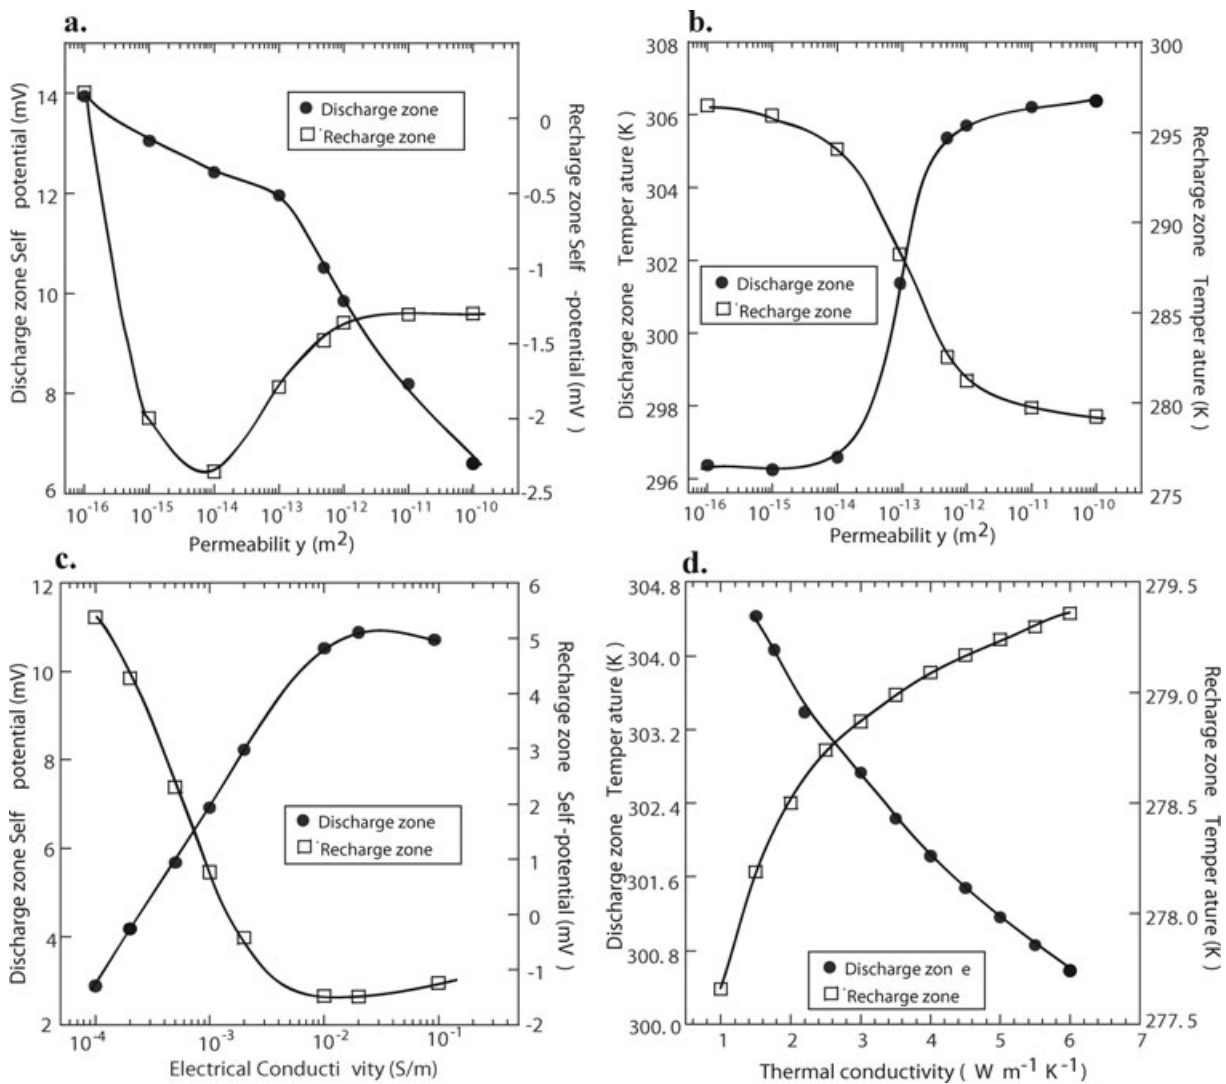 a.
14
12
10
8
6
0
-0.5
-1
-1.5
-2
-2.5
Discharge zone Self potential (mV)
Recharge zone Self -potential (mV )
Discharge zone
Recharge zone
10-16 10-15 10-14 10-13 10-12 10-11 10-10
Permeabilit y (m2)
b.
308
306
304
302
300
298
296
300
295
290
285
280
275
Discharge zone Temper ature (K )
Recharge zone Temper ature (K )
Discharge zone
Recharge zone
10-16 10-15 10-14 10-13 10-12 10-11 10-10
Permeabilit y (m2)
c.
12
10
8
6
4
2
6
5
4
3
2
1
0
-1
-2
Discharge zone Self potential (mV)
Recharge zone Self -potential (mV )
Discharge zone
Recharge zone
10-4 10-3 10-2 10-1
Electrical Conducti vity (S/m)
d.
304.8
304.0
303.2
302.4
301.6
300.8
300.0
279.5
279.0
278.5
278.0
277.5
Discharge zone Temper ature (K )
Recharge zone Temper ature (K )
Discharge zon e
Recharge zone
1 2 3 4 5 6 7
Thermal conductivity ( W m-1 K-1)